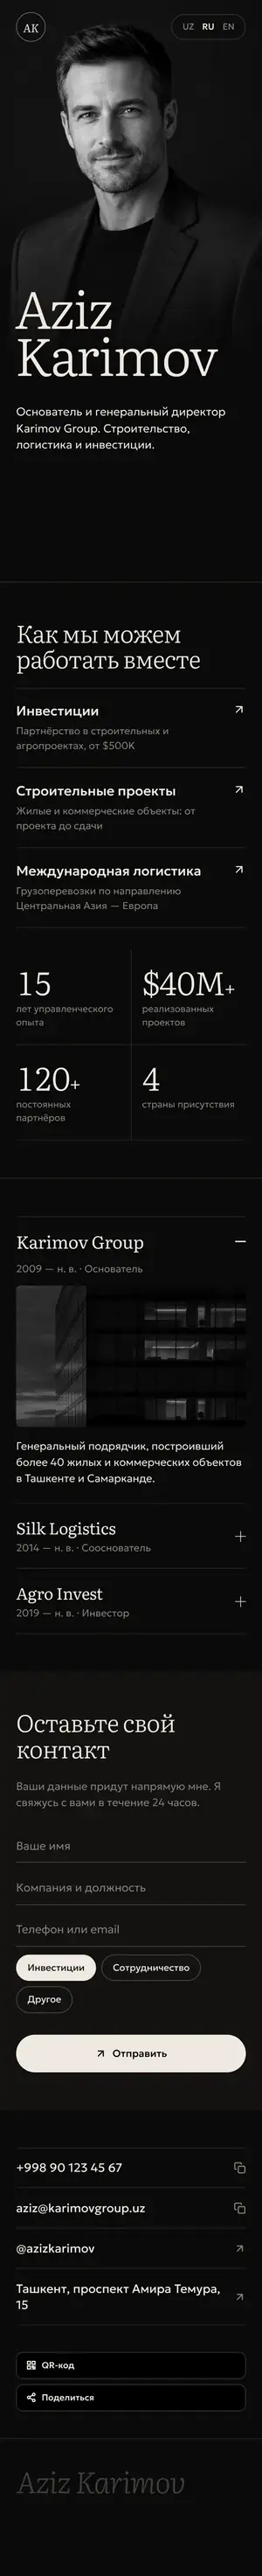 AK
UZ RU EN
Aziz
Karimov
Основатель и генеральный директор
Karimov Group. Строительство,
логистика и инвестиции.
Как мы можем
работать вместе
Инвестиции
Партнёрство в строительных и
агропроектах, от $500K
Строительные проекты
Жилые и коммерческие объекты: от
проекта до сдачи
Международная логистика
Грузоперевозки по направлению
Центральная Азия — Европа
15
лет управленческого
опыта
$40M+
реализованных
проектов
120+
постоянных
партнёров
4
страны присутствия
Karimov Group
2009 — н. в. · Основатель
Генеральный подрядчик, построивший
более 40 жилых и коммерческих объектов
в Ташкенте и Самарканде.
Silk Logistics
2014 — н. в. · Сооснователь
Agro Invest
2019 — н. в. · Инвестор
Оставьте свой
контакт
Ваши данные придут напрямую мне. Я
свяжусь с вами в течение 24 часов.
Ваше имя
Компания и должность
Телефон или email
Инвестиции
Сотрудничество
Другое
Отправить
+998 90 123 45 67
aziz@karimovgroup.uz
@azizkarimov
Ташкент, проспект Амира Темура,
15
QR-код
Поделиться
Aziz Karimov